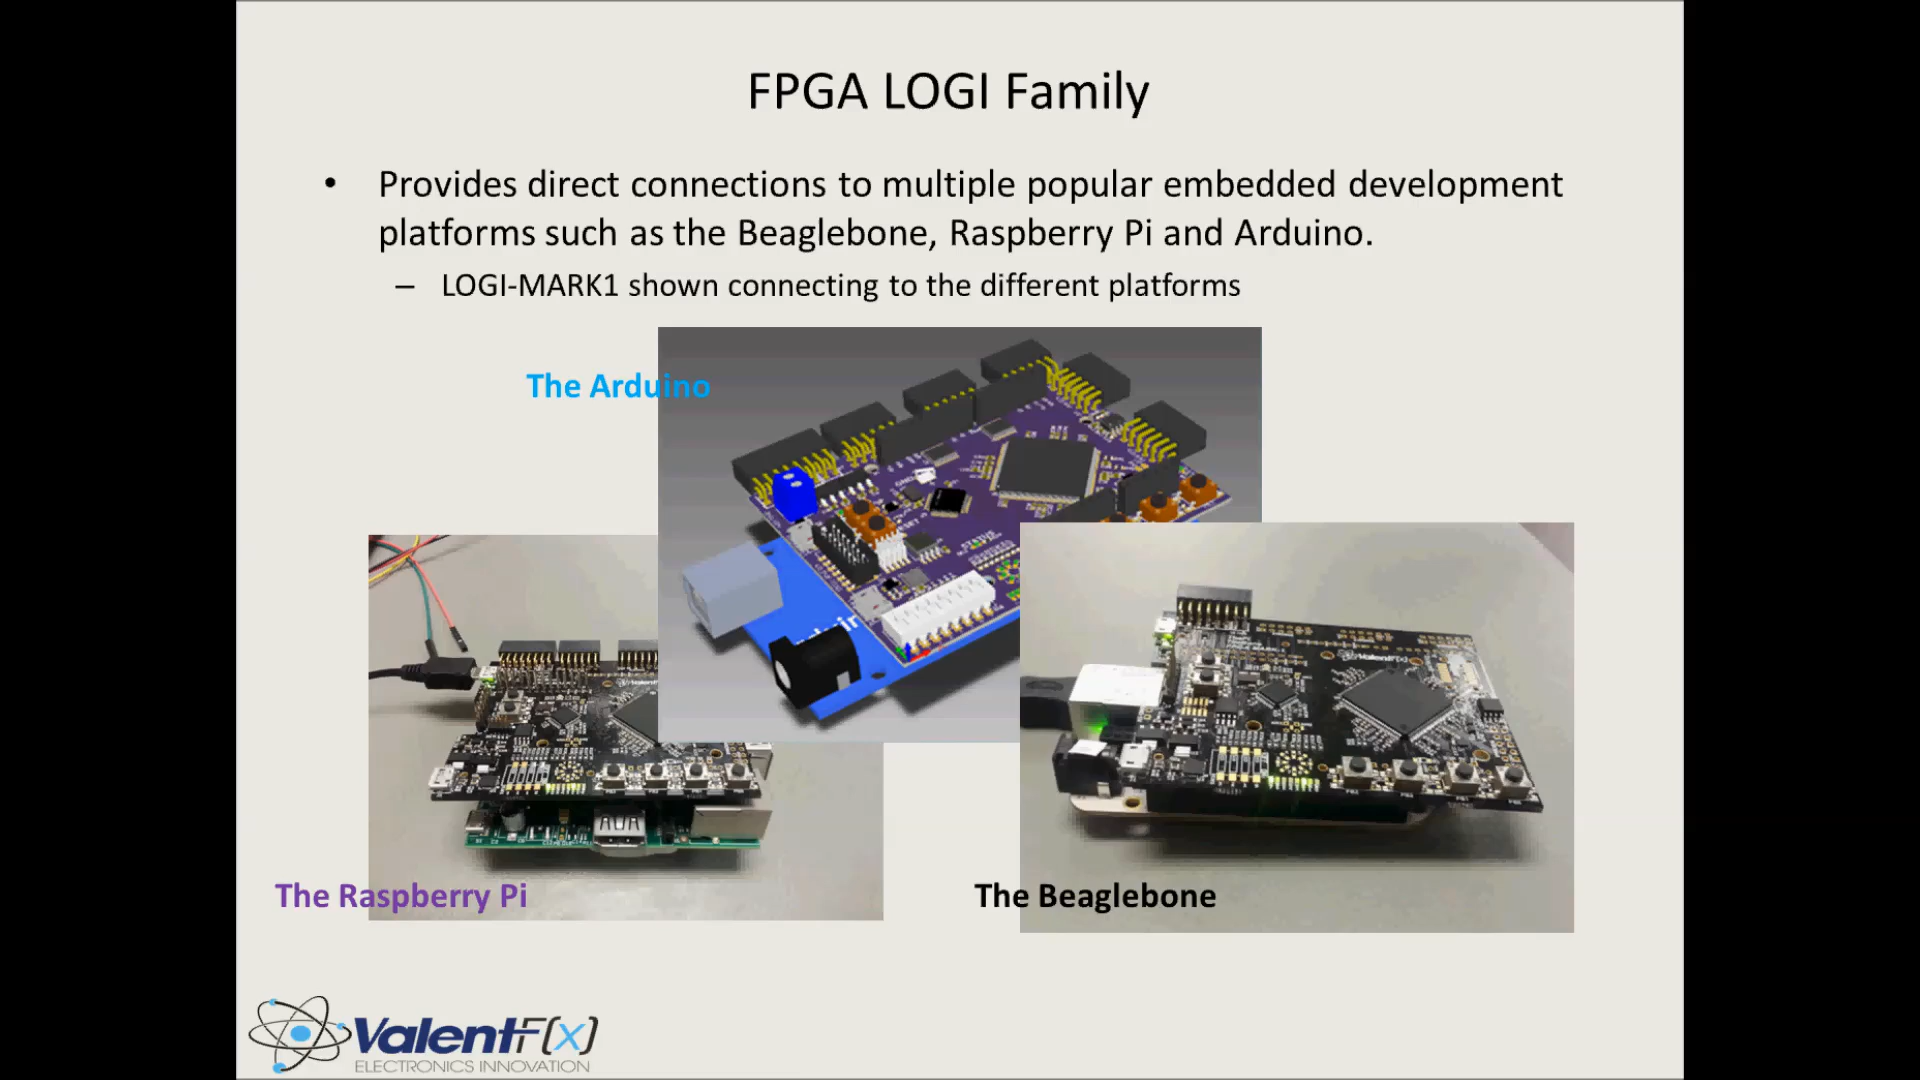 FPGA LOGI Family
• Provides direct connections to multiple popular embedded development
platforms such as the Beaglebone, Raspberry Pi and Arduino.
– LOGI-MARK1 shown connecting to the different platforms
The Arduino
The Raspberry Pi
The Beaglebone
ValentF(x)
ELECTRONICS INNOVATION